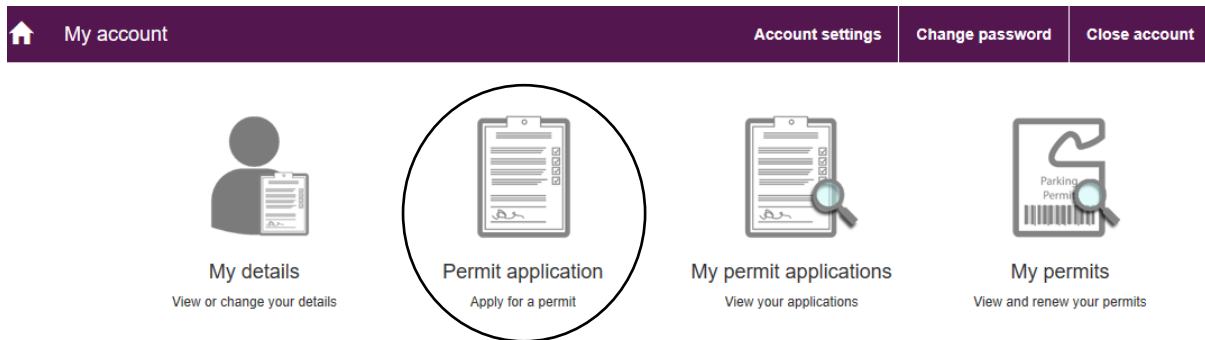 My account
Account settings
Change password
Close account
Parking
Permit
My details
View or change your details
Permit application
Apply for a permit
My permit applications
View your applications
My permits
View and renew your permits